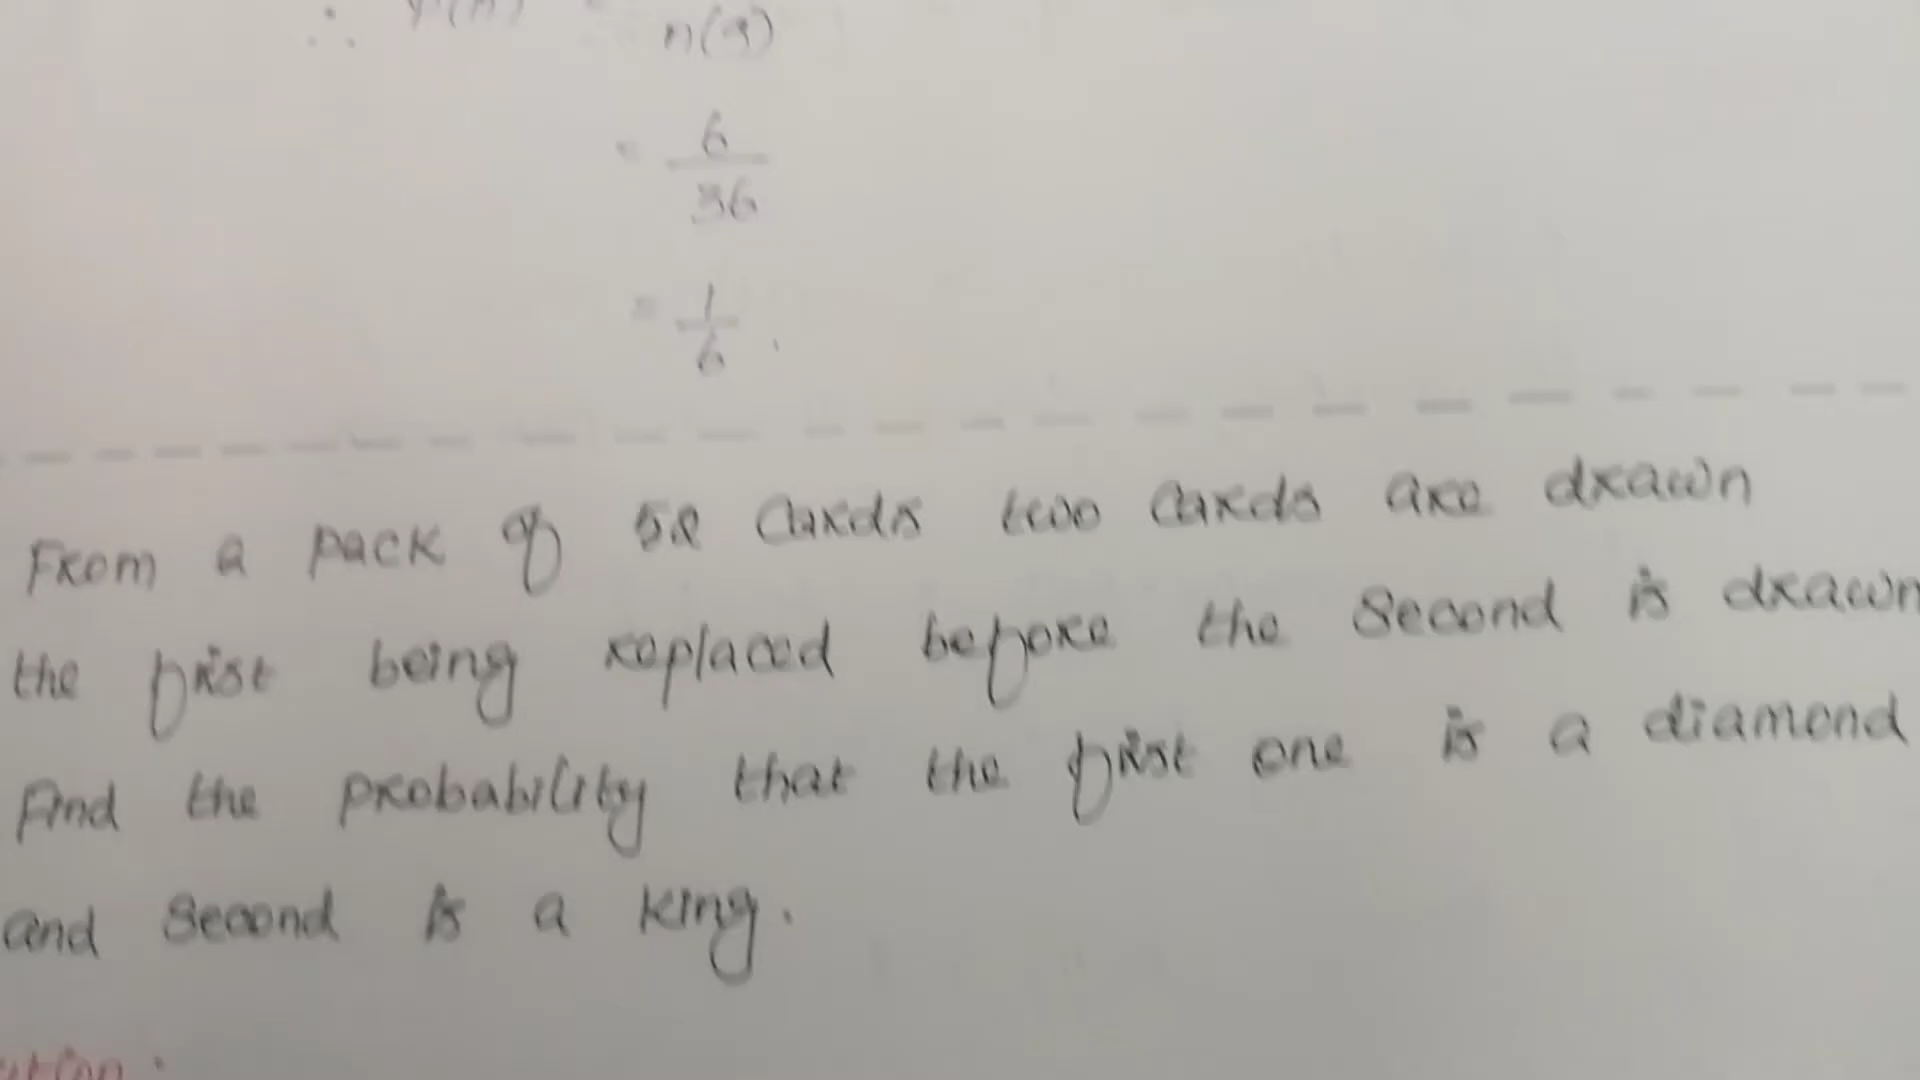 n(s)
= 6/36
= 1/6 .
From a pack of 52 cards two cards are drawn
the first being replaced before the second is drawn
Find the probability that the first one is a diamond
and second is a king.